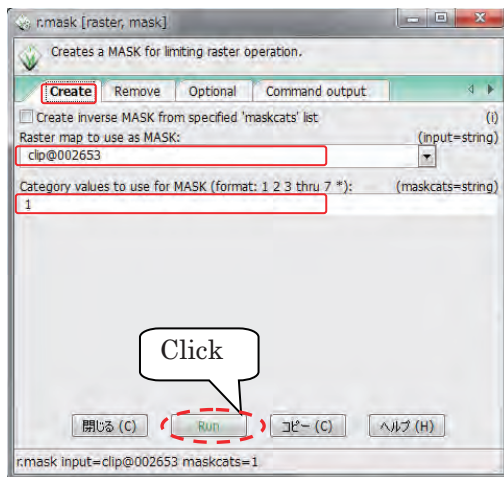 r.mask [raster, mask]
Creates a MASK for limiting raster operation.
Create Remove Optional Command output
Create inverse MASK from specified 'maskcats' list (i)
Raster map to use as MASK: (input=string)
clip@002653
Category values to use for MASK (format: 1 2 3 thru 7 *): (maskcats=string)
1
Click
閉じる (C) Run コピー (C) ヘルプ (H)
r.mask input=clip@002653 maskcats=1